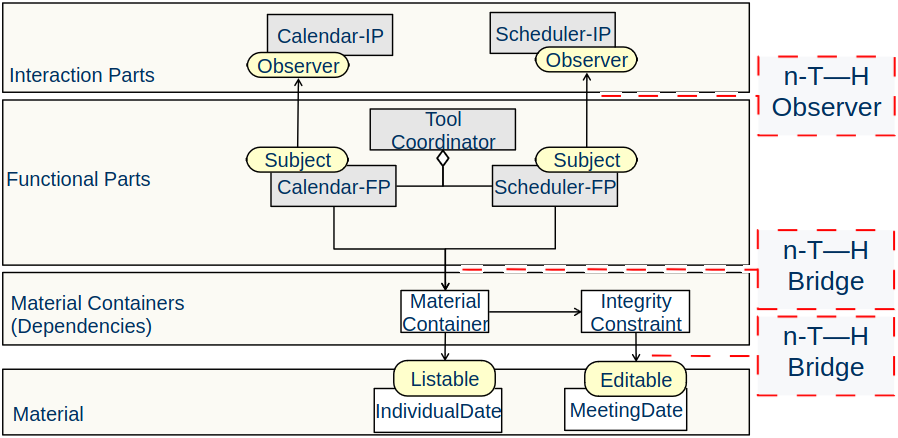 Calendar-IP
Scheduler-IP
Observer
Observer
Interaction Parts
n-T—H
Observer
Tool
Coordinator
Subject
Subject
Functional Parts
Calendar-FP
Scheduler-FP
n-T—H
Bridge
Material Containers
(Dependencies)
Material
Container
Integrity
Constraint
n-T—H
Bridge
Listable
Editable
IndividualDate
MeetingDate
Material